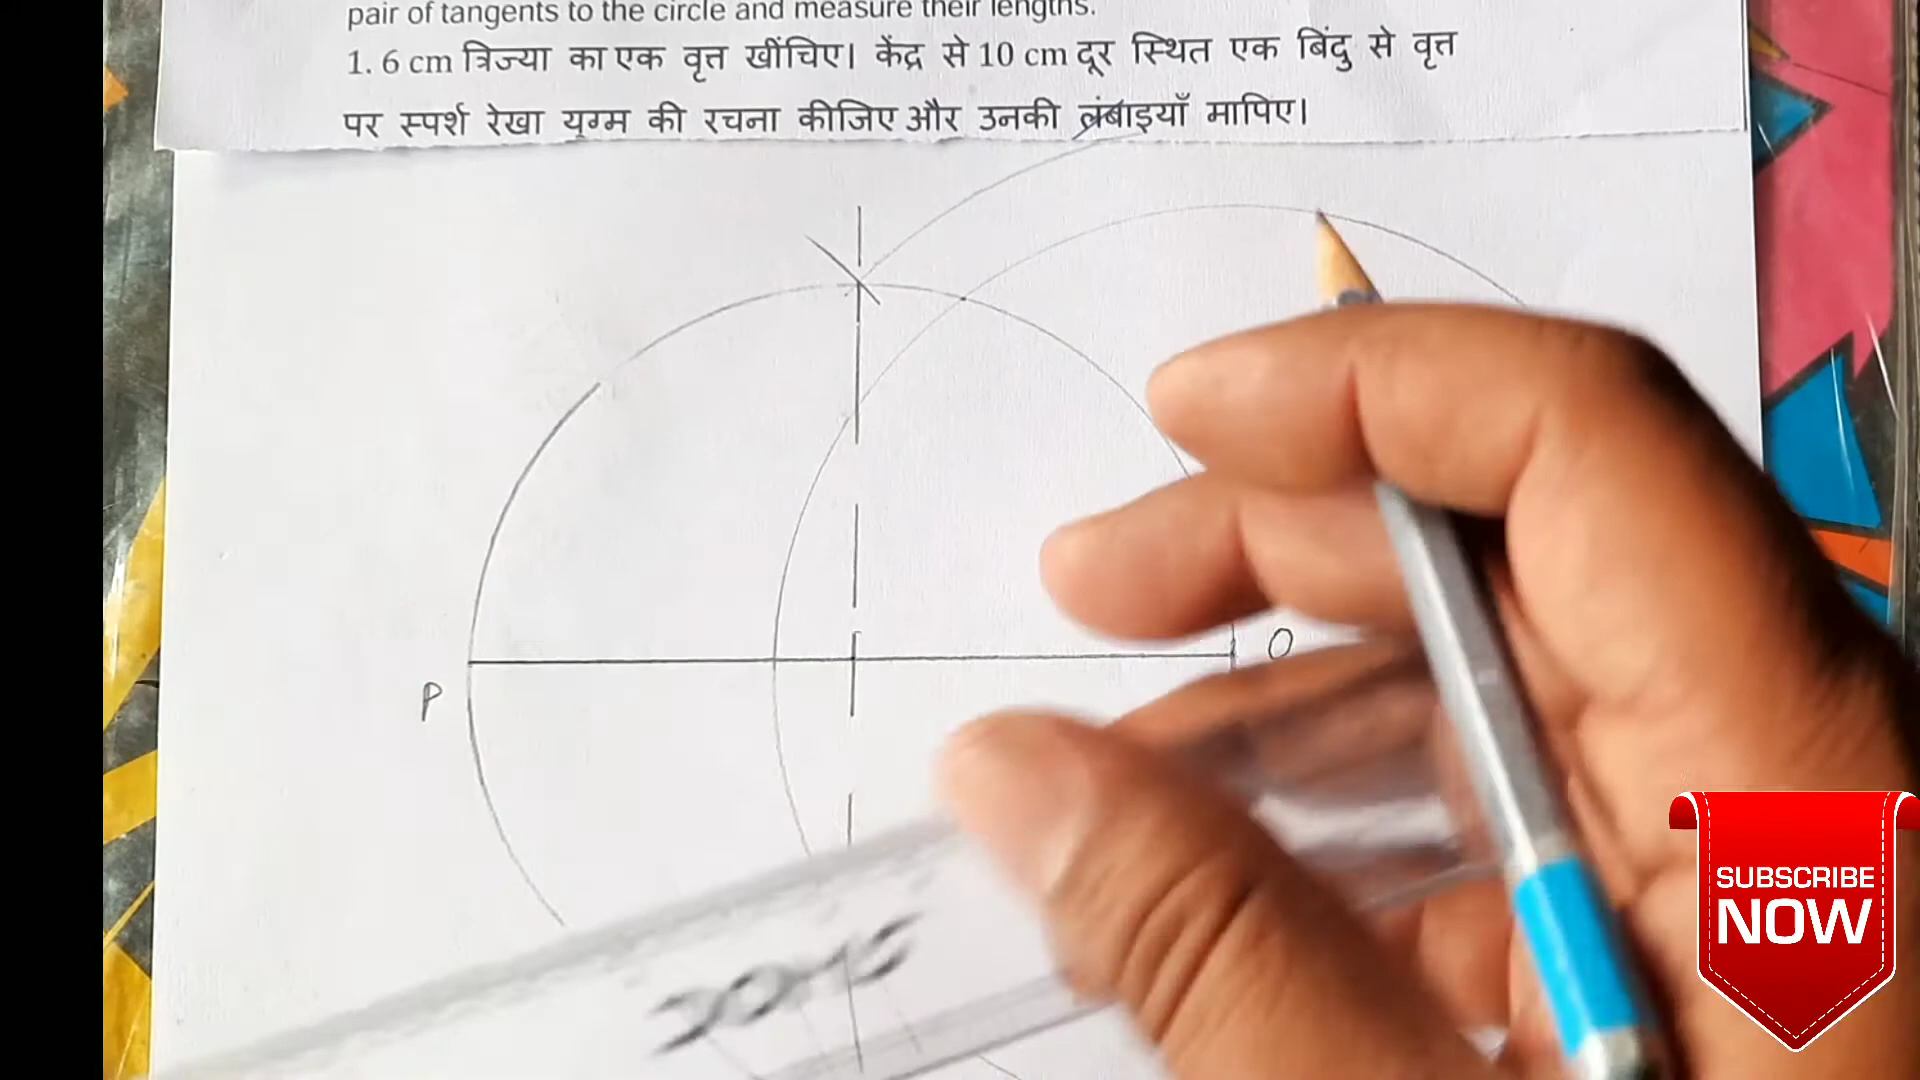 pair of tangents to the circle and measure their lengths.
1. 6 cm त्रिज्या का एक वृत्त खींचिए। केंद्र से 10 cm दूर स्थित एक बिंदु से वृत्त
पर स्पर्श रेखा युग्म की रचना कीजिए और उनकी लंबाइयाँ मापिए।
O
P
DOMS
SUBSCRIBE
NOW